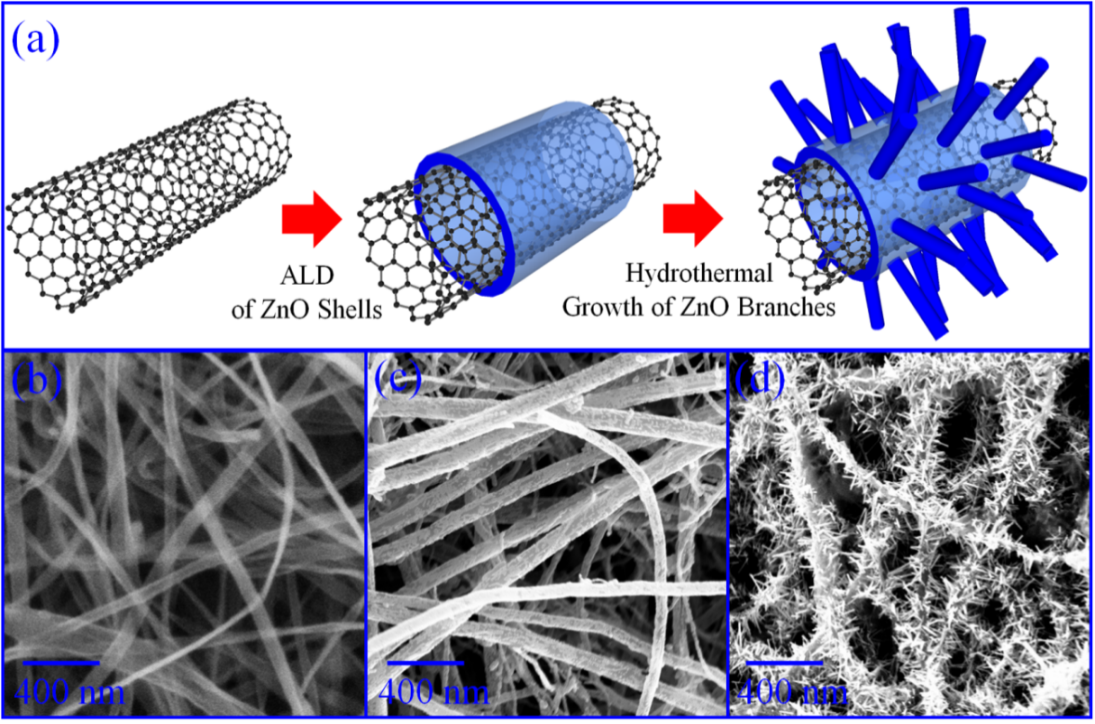 (a)
ALD
of ZnO Shells
Hydrothermal
Growth of ZnO Branches
(b)
(c)
(d)
400 nm
400 nm
400 nm